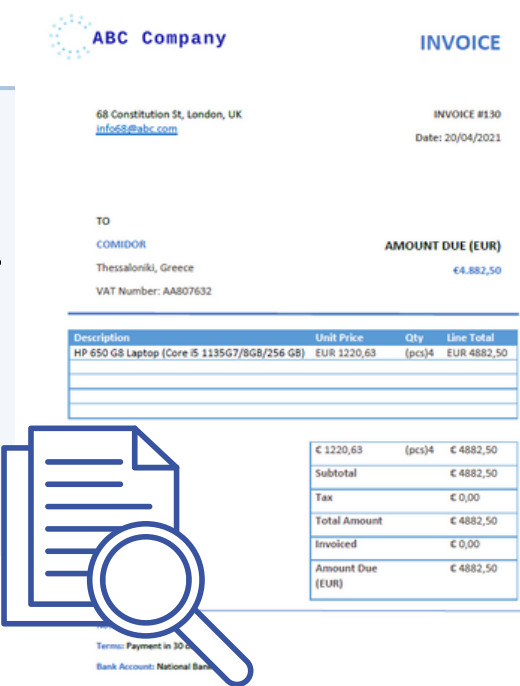 ABC Company
INVOICE
68 Constitution St, London, UK
info68@abc.com
INVOICE #130
Date: 20/04/2021
TO
COMIDOR
AMOUNT DUE (EUR)
Thessaloniki, Greece
€4.882,50
VAT Number: AA807632
Description Unit Price Qty Line Total
HP 650 G8 Laptop (Core i5 1135G7/8GB/256 GB) EUR 1220,63 (pcs)4 EUR 4882,50
€ 1220,63 (pcs)4 € 4882,50
Subtotal € 4882,50
Tax € 0,00
Total Amount € 4882,50
Invoiced € 0,00
Amount Due € 4882,50
(EUR)
Terms: Payment in 30
Bank Account: National